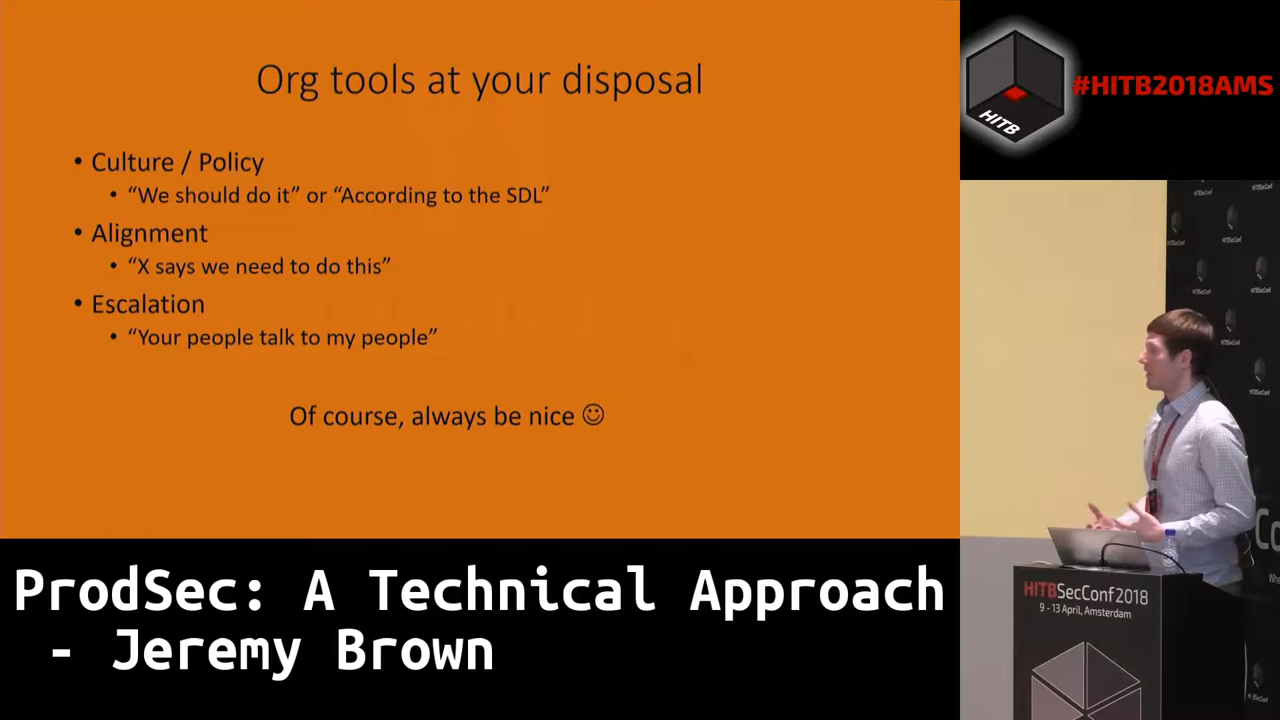 Org tools at your disposal
• Culture / Policy
• “We should do it” or “According to the SDL”
• Alignment
• “X says we need to do this”
• Escalation
• “Your people talk to my people”
Of course, always be nice ☺
ProdSec: A Technical Approach
- Jeremy Brown
HITB
#HITB2018AMS
HITBSecConf
HITBSecConf2018
9 - 13 April, Amsterdam